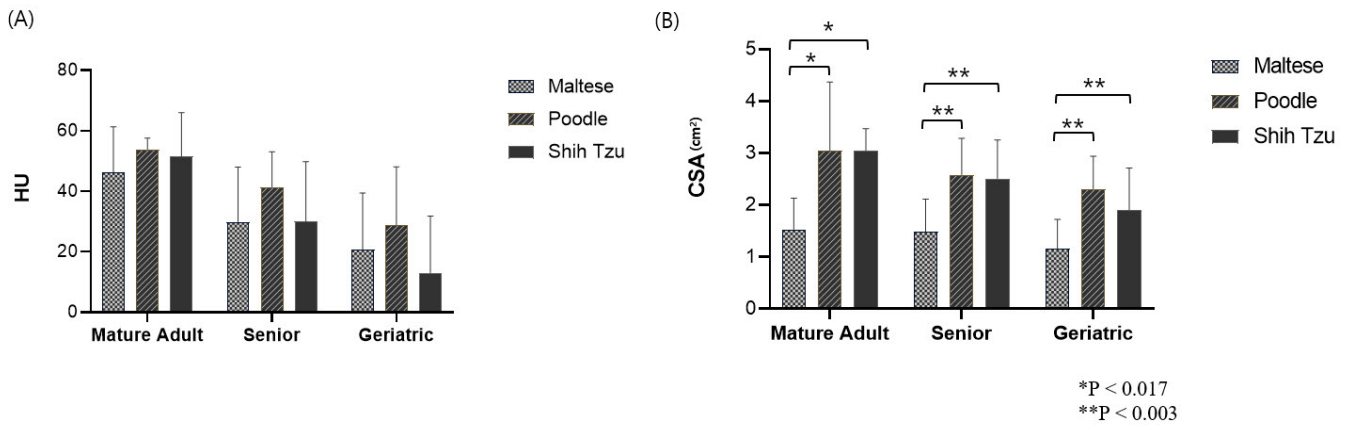 (A)
80
60
40
20
0
HU
Mature Adult Senior Geriatric
Maltese
Poodle
Shih Tzu
(B)
5
4
3
2
1
0
CSA (cm²)
* *
** **
** **
Mature Adult Senior Geriatric
Maltese
Poodle
Shih Tzu
*P < 0.017
**P < 0.003